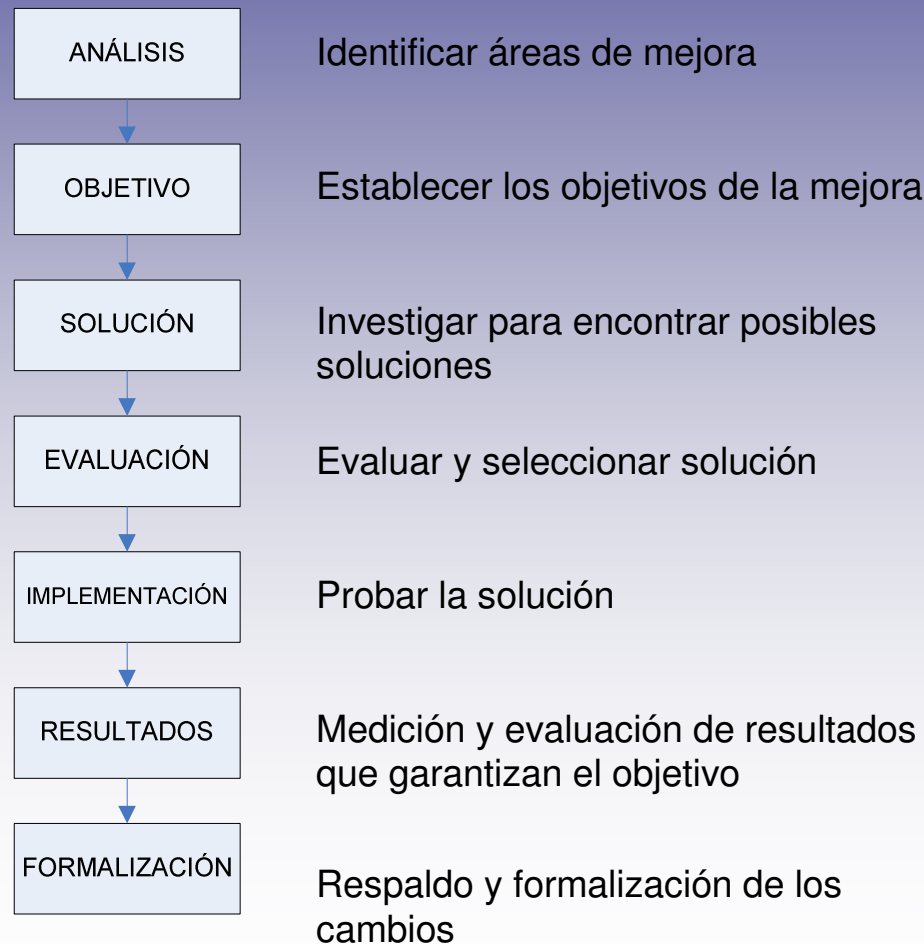 ANÁLISIS
Identificar áreas de mejora
OBJETIVO
Establecer los objetivos de la mejora
SOLUCIÓN
Investigar para encontrar posibles
soluciones
EVALUACIÓN
Evaluar y seleccionar solución
IMPLEMENTACIÓN
Probar la solución
RESULTADOS
Medición y evaluación de resultados
que garantizan el objetivo
FORMALIZACIÓN
Respaldo y formalización de los
cambios